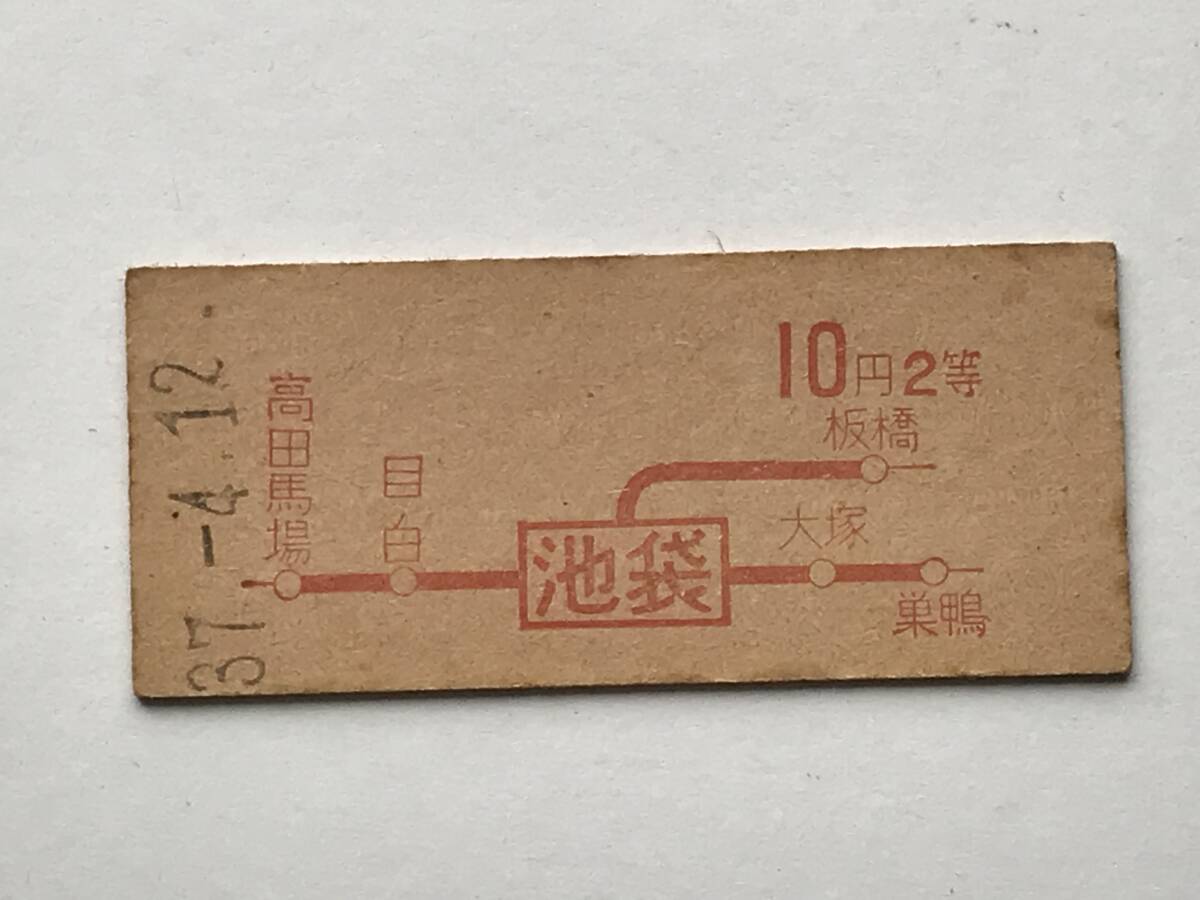 37.-4.12.
10円2等
高田馬場
目白
池袋
板橋
大塚
巣鴨